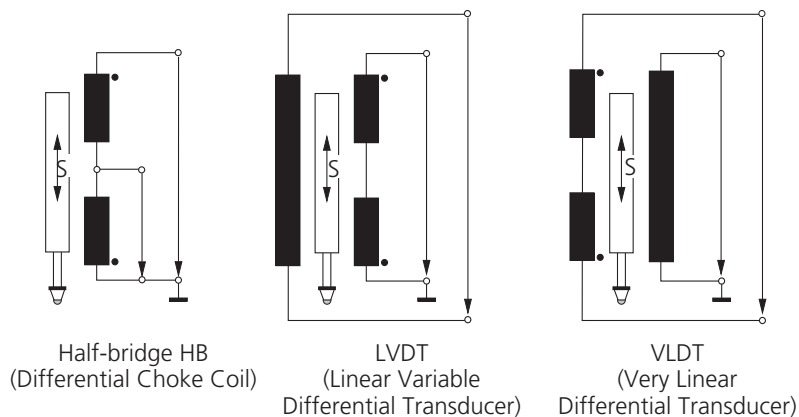 S
S
S
Half-bridge HB
(Differential Choke Coil)
LVDT
(Linear Variable
Differential Transducer)
VLDT
(Very Linear
Differential Transducer)